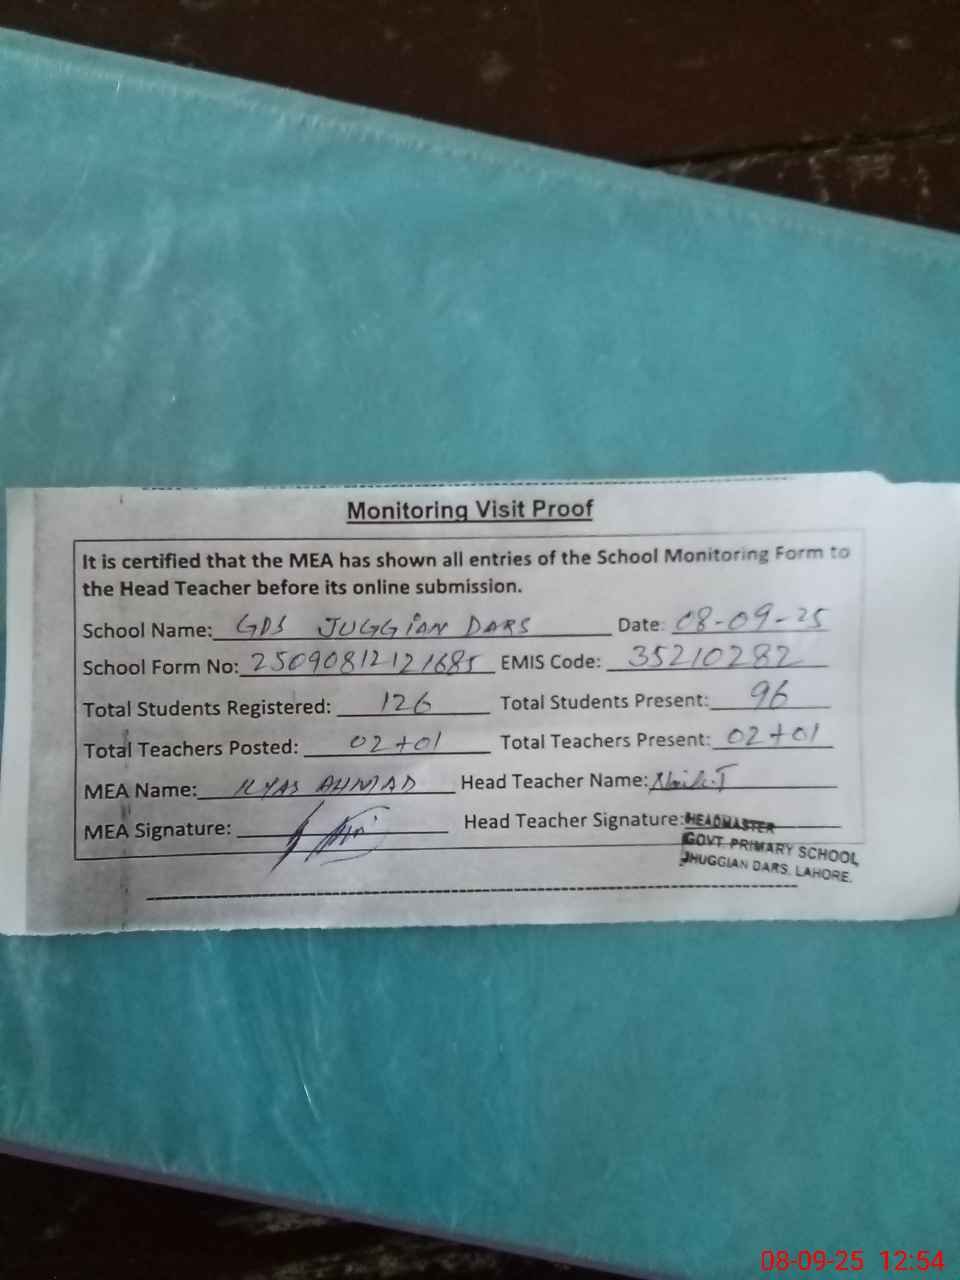 Monitoring Visit Proof
It is certified that the MEA has shown all entries of the School Monitoring Form to
the Head Teacher before its online submission.
School Name: GPS JUGGIAN DARS Date: 08-09-25
School Form No: 25090812121685 EMIS Code: 35210282
Total Students Registered: 126 Total Students Present: 96
Total Teachers Posted: 02+01 Total Teachers Present: 02+01
MEA Name: ILYAS AHMAD Head Teacher Name:
MEA Signature: Head Teacher Signature:
HEADMASTER
GOVT. PRIMARY SCHOOL
JHUGGIAN DARS, LAHORE.
08-09-25 12:54